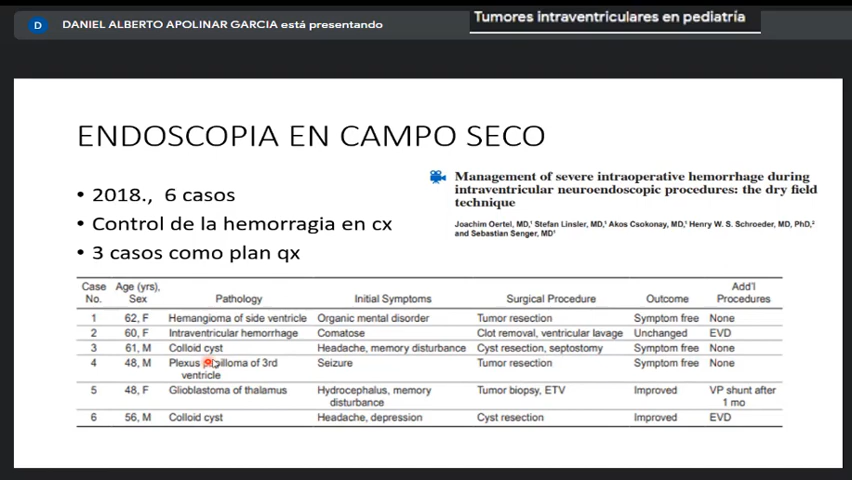 D DANIEL ALBERTO APOLINAR GARCIA está presentando
Tumores intraventriculares en pediatría
ENDOSCOPIA EN CAMPO SECO
• 2018., 6 casos
• Control de la hemorragia en cx
• 3 casos como plan qx
Management of severe intraoperative hemorrhage during
intraventricular neuroendoscopic procedures: the dry field
technique
Joachim Oertel, MD,¹ Stefan Linsler, MD,¹ Akos Csokonay, MD,¹ Henry W. S. Schroeder, MD, PhD,²
and Sebastian Senger, MD¹
Case No. Age (yrs), Sex Pathology Initial Symptoms Surgical Procedure Outcome Add'l Procedures
1 62, F Hemangioma of side ventricle Organic mental disorder Tumor resection Symptom free None
2 60, F Intraventricular hemorrhage Comatose Clot removal, ventricular lavage Unchanged EVD
3 61, M Colloid cyst Headache, memory disturbance Cyst resection, septostomy Symptom free None
4 48, M Plexus papilloma of 3rd ventricle Seizure Tumor resection Symptom free None
5 48, F Glioblastoma of thalamus Hydrocephalus, memory disturbance Tumor biopsy, ETV Improved VP shunt after 1 mo
6 56, M Colloid cyst Headache, depression Cyst resection Improved EVD